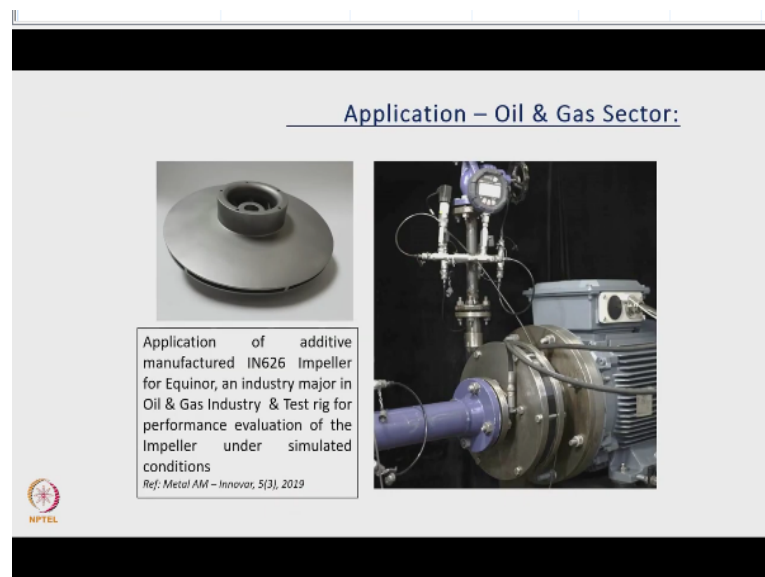 Application – Oil & Gas Sector:
Application of additive
manufactured IN626 Impeller
for Equinor, an industry major in
Oil & Gas Industry & Test rig for
performance evaluation of the
Impeller under simulated
conditions
Ref: Metal AM – Innovar, 5(3), 2019
NPTEL